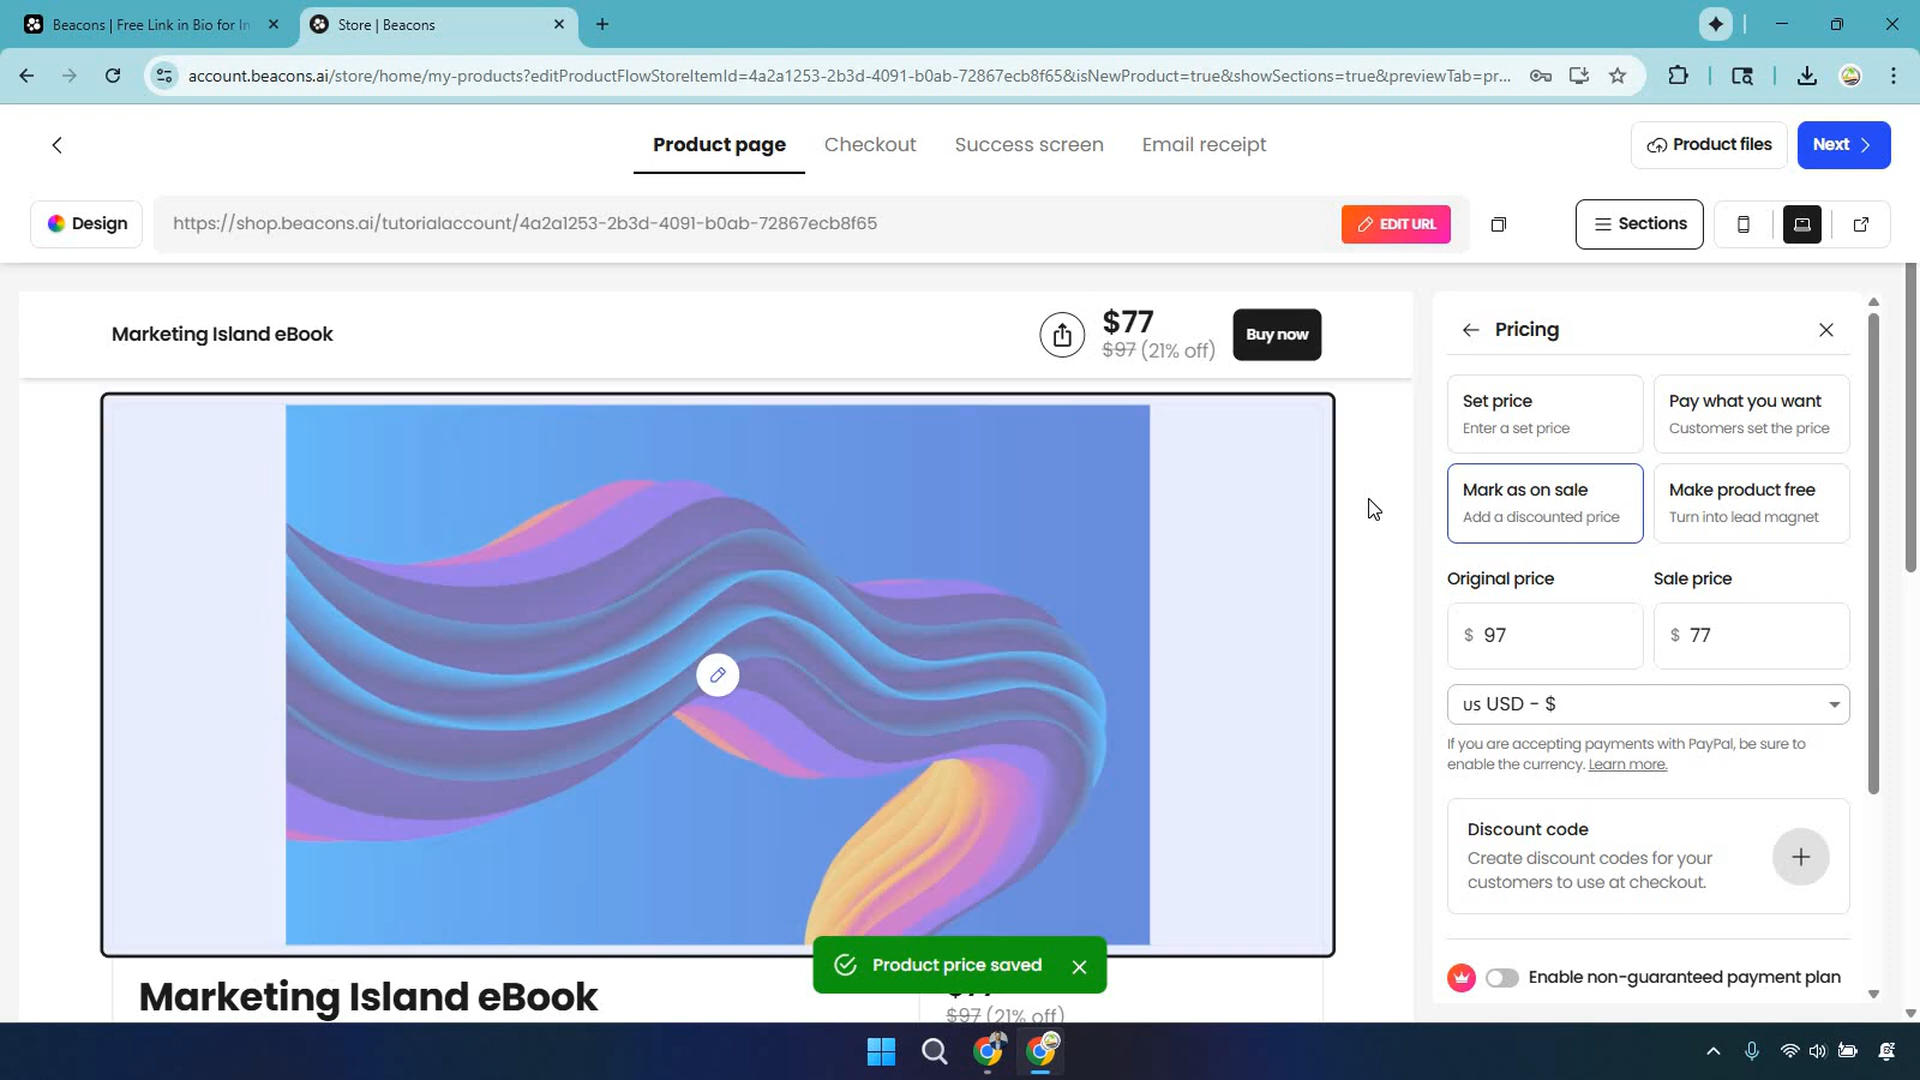 Beacons | Free Link in Bio for In
Store | Beacons
account.beacons.ai/store/home/my-products?editProductFlowStoreItemId=4a2a1253-2b3d-4091-b0ab-72867ecb8f65&isNewProduct=true&showSections=true&previewTab=pr...
Product page
Checkout
Success screen
Email receipt
Product files
Next
Design
https://shop.beacons.ai/tutorialaccount/4a2a1253-2b3d-4091-b0ab-72867ecb8f65
EDIT URL
Sections
Marketing Island eBook
$77
$97 (21% off)
Buy now
Pricing
Set price
Enter a set price
Pay what you want
Customers set the price
Mark as on sale
Add a discounted price
Make product free
Turn into lead magnet
Original price
Sale price
$ 97
$ 77
us USD - $
If you are accepting payments with PayPal, be sure to
enable the currency. Learn more.
Discount code
Create discount codes for your
customers to use at checkout.
Enable non-guaranteed payment plan
Product price saved
Marketing Island eBook
$97 (21% off)